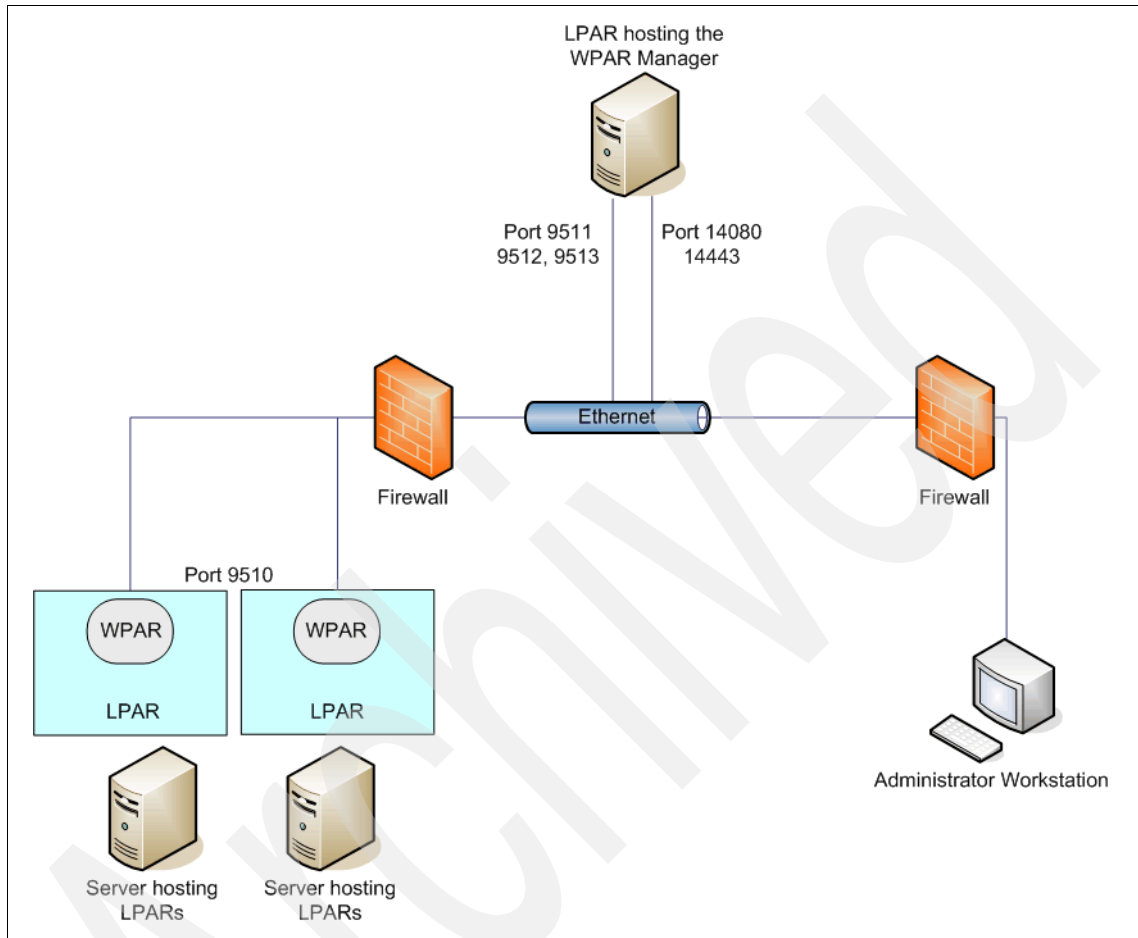 LPAR hosting the
WPAR Manager
Port 9511
9512, 9513
Port 14080
14443
Ethernet
Firewall
Firewall
Port 9510
WPAR
WPAR
LPAR
LPAR
Administrator Workstation
Server hosting
LPARs
Server hosting
LPARs
Archived